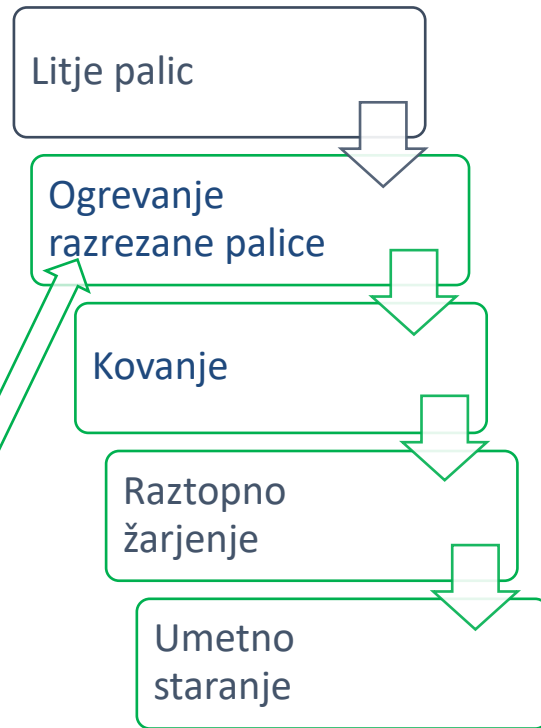 Litje palic
Ogrevanje
razrezane palice
Kovanje
Raztopno
žarjenje
Umetno
staranje